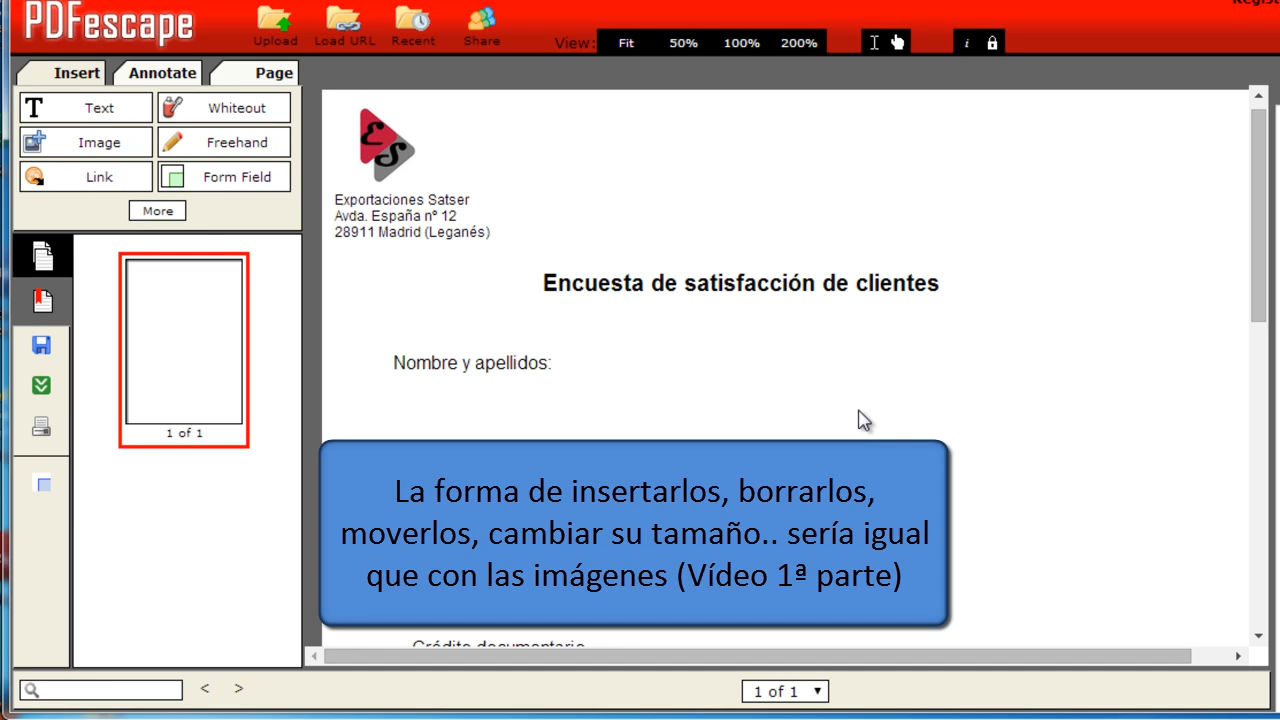 PDFescape
Upload
Load URL
Recent
Share
View:
Fit
50%
100%
200%
i
Insert
Annotate
Page
T Text
Whiteout
Image
Freehand
Link
Form Field
More
1 of 1
ES
Exportaciones Satser
Avda. España nº 12
28911 Madrid (Leganés)
Encuesta de satisfacción de clientes
Nombre y apellidos:
La forma de insertarlos, borrarlos,
moverlos, cambiar su tamaño.. sería igual
que con las imágenes (Vídeo 1ª parte)
Crédito documentario
< >
1 of 1